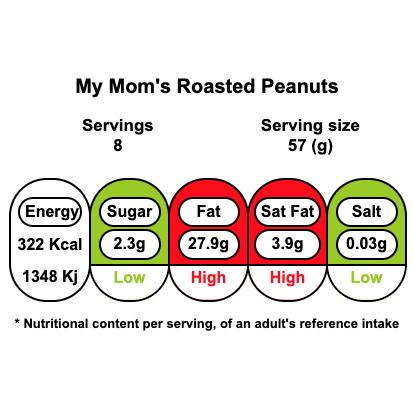 My Mom's Roasted Peanuts
Servings Serving size
8 57 (g)
Energy Sugar Fat Sat Fat Salt
322 Kcal 2.3g 27.9g 3.9g 0.03g
1348 Kj Low High High Low
* Nutritional content per serving, of an adult's reference intake